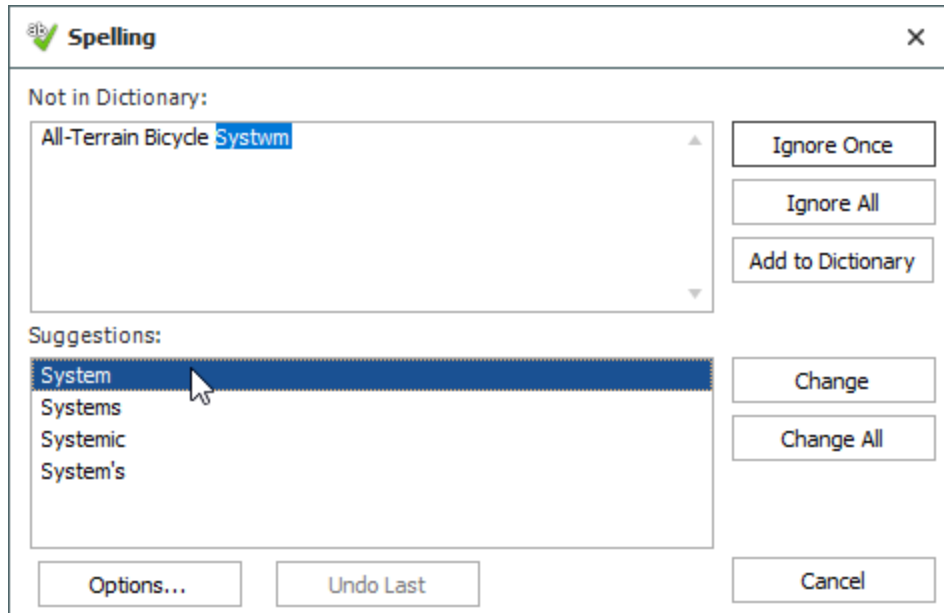 Spelling
Not in Dictionary:
All-Terrain Bicycle Systwm
Ignore Once
Ignore All
Add to Dictionary
Suggestions:
System
Systems
Systemic
System's
Change
Change All
Options...
Undo Last
Cancel